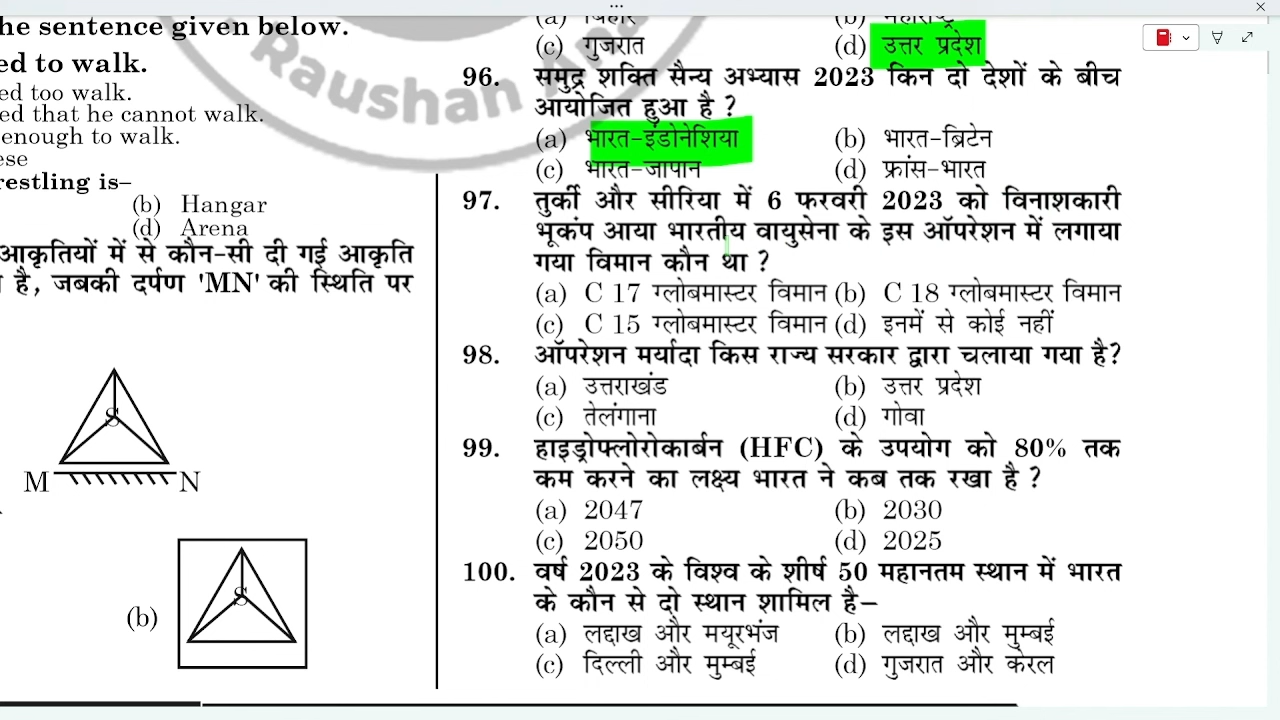 he sentence given below.
ed to walk.
ed too walk.
ed that he cannot walk.
enough to walk.
ese
restling is–
(b) Hangar
(d) Arena
आकृतियों में से कौन-सी दी गई आकृति
है, जबकी दर्पण 'MN' की स्थिति पर
S
M N
(b)
S
Raushan
(a) बिहार (b) महाराष्ट्र
(c) गुजरात (d) उत्तर प्रदेश
96. समुद्र शक्ति सैन्य अभ्यास 2023 किन दो देशों के बीच
आयोजित हुआ है ?
(a) भारत-इंडोनेशिया (b) भारत-ब्रिटेन
(c) भारत-जापान (d) फ्रांस-भारत
97. तुर्की और सीरिया में 6 फरवरी 2023 को विनाशकारी
भूकंप आया भारतीय वायुसेना के इस ऑपरेशन में लगाया
गया विमान कौन था ?
(a) C 17 ग्लोबमास्टर विमान (b) C 18 ग्लोबमास्टर विमान
(c) C 15 ग्लोबमास्टर विमान (d) इनमें से कोई नहीं
98. ऑपरेशन मर्यादा किस राज्य सरकार द्वारा चलाया गया है?
(a) उत्तराखंड (b) उत्तर प्रदेश
(c) तेलंगाना (d) गोवा
99. हाइड्रोफ्लोरोकार्बन (HFC) के उपयोग को 80% तक
कम करने का लक्ष्य भारत ने कब तक रखा है ?
(a) 2047 (b) 2030
(c) 2050 (d) 2025
100. वर्ष 2023 के विश्व के शीर्ष 50 महानतम स्थान में भारत
के कौन से दो स्थान शामिल है–
(a) लद्दाख और मयूरभंज (b) लद्दाख और मुम्बई
(c) दिल्ली और मुम्बई (d) गुजरात और केरल